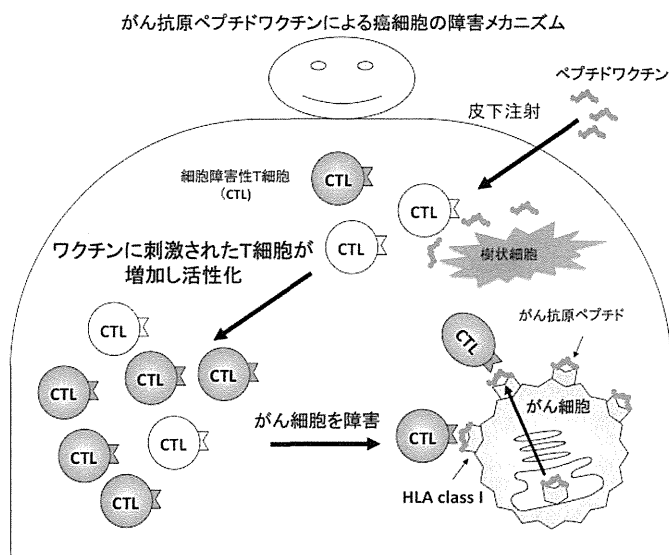 がん抗原ペプチドワクチンによる癌細胞の障害メカニズム
ペプチドワクチン
皮下注射
細胞障害性T細胞
(CTL)
CTL
CTL
CTL
樹状細胞
ワクチンに刺激されたT細胞が
増加し活性化
CTL
CTL
CTL
CTL
CTL
CTL
CTL
がん細胞を障害
がん抗原ペプチド
CTL
がん細胞
CTL
HLA class I